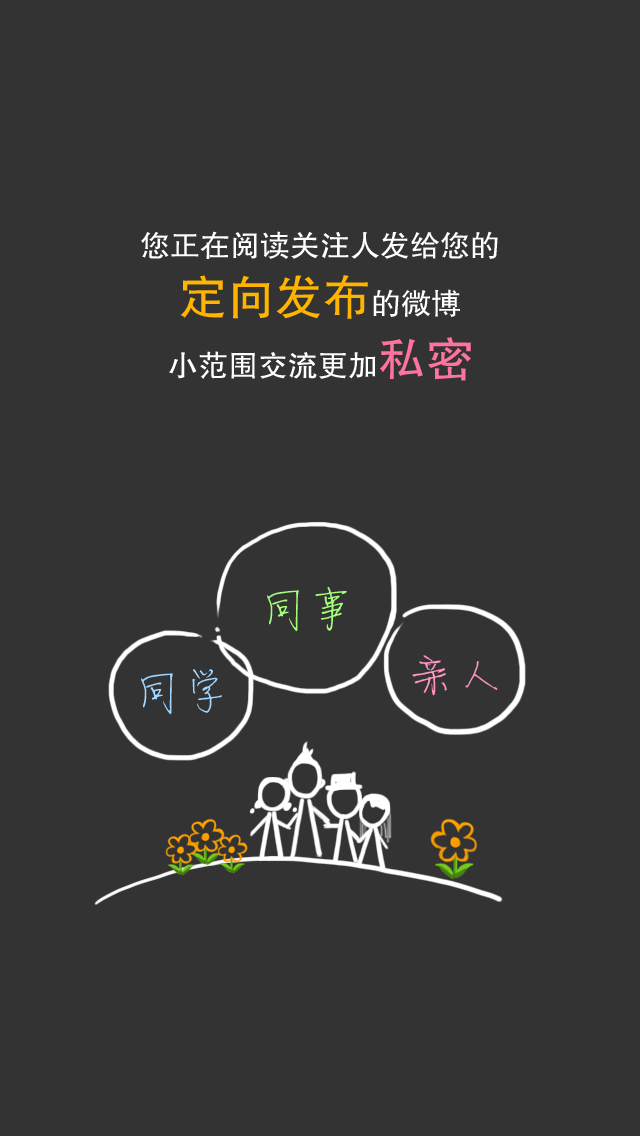 您正在阅读关注人发给您的
定向发布的微博
小范围交流更加私密
同事
同学
亲人